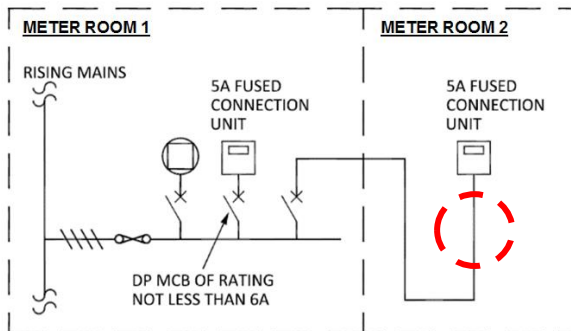 METER ROOM 1
METER ROOM 2
RISING MAINS
5A FUSED
CONNECTION
UNIT
5A FUSED
CONNECTION
UNIT
DP MCB OF RATING
NOT LESS THAN 6A